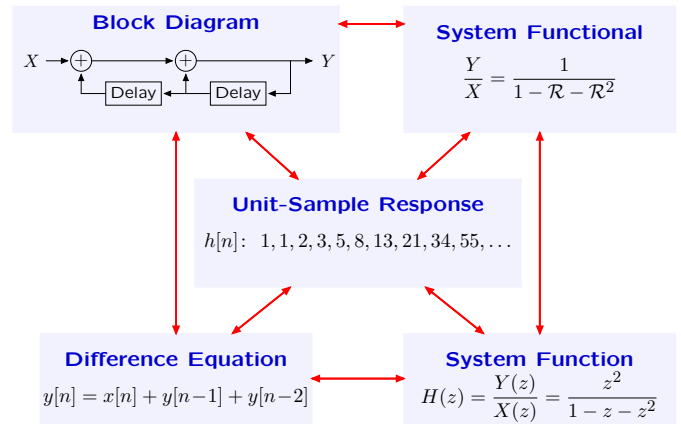 Block Diagram
X + + Y
Delay Delay
System Functional
Y/X = 1/(1 − ℛ − ℛ²)
Unit-Sample Response
h[n]: 1, 1, 2, 3, 5, 8, 13, 21, 34, 55, . . .
Difference Equation
y[n] = x[n] + y[n−1] + y[n−2]
System Function
H(z) = Y(z)/X(z) = z²/(1 − z − z²)